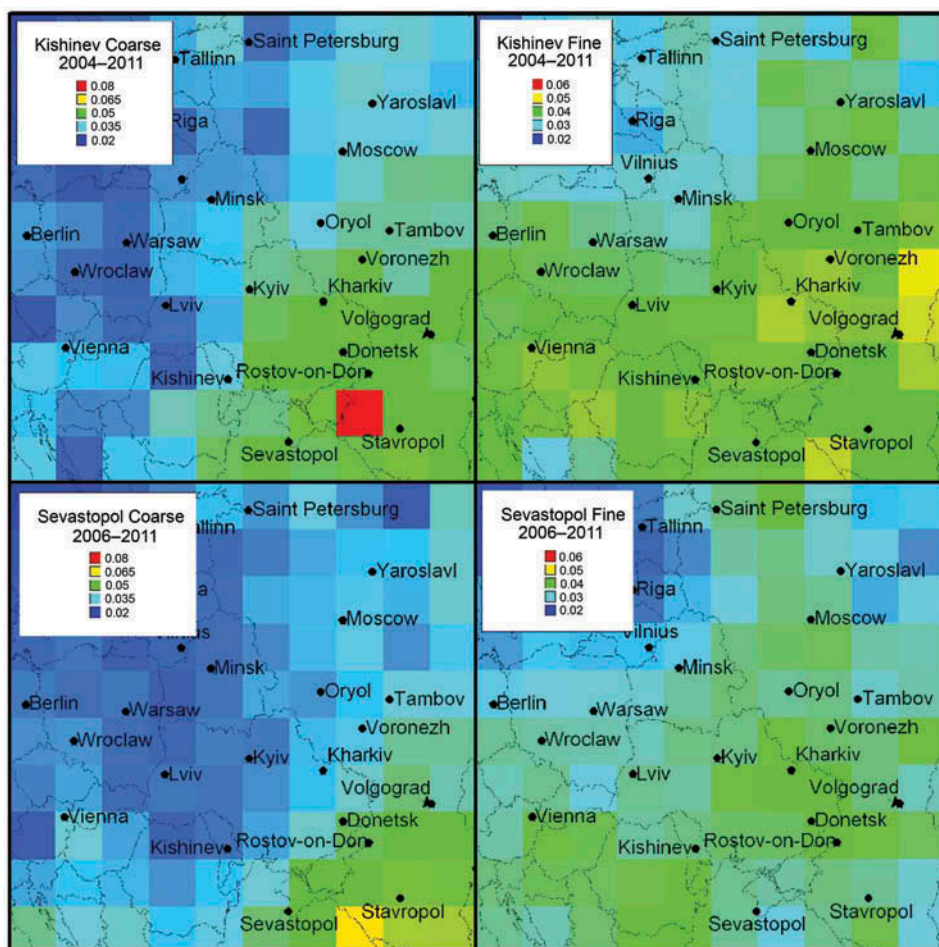 Kishinev Coarse
2004–2011
0.08
0.065
0.05
0.035
0.02
Saint Petersburg
Tallinn
Yaroslavl
Riga
Moscow
Minsk
Oryol
Tambov
Berlin
Warsaw
Voronezh
Wroclaw
Kyiv
Kharkiv
Lviv
Volgograd
Vienna
Donetsk
Kishinev
Rostov-on-Don
Stavropol
Sevastopol
Kishinev Fine
2004–2011
0.06
0.05
0.04
0.03
0.02
Saint Petersburg
Tallinn
Yaroslavl
Riga
Moscow
Vilnius
Minsk
Oryol
Tambov
Berlin
Warsaw
Voronezh
Wroclaw
Kyiv
Kharkiv
Lviv
Volgograd
Vienna
Donetsk
Kishinev
Rostov-on-Don
Stavropol
Sevastopol
Sevastopol Coarse
2006–2011
0.08
0.065
0.05
0.035
0.02
Saint Petersburg
allinn
Yaroslavl
a
Moscow
Vilnius
Minsk
Oryol
Tambov
Berlin
Warsaw
Voronezh
Wroclaw
Kyiv
Kharkiv
Lviv
Volgograd
Vienna
Donetsk
Kishinev
Rostov-on-Don
Stavropol
Sevastopol
Sevastopol Fine
2006–2011
0.06
0.05
0.04
0.03
0.02
Saint Petersburg
Tallinn
Yaroslavl
Riga
Moscow
Vilnius
Minsk
Oryol
Tambov
Berlin
Warsaw
Voronezh
Wroclaw
Kyiv
Kharkiv
Lviv
Volgograd
Vienna
Donetsk
Kishinev
Rostov-on-Don
Stavropol
Sevastopol